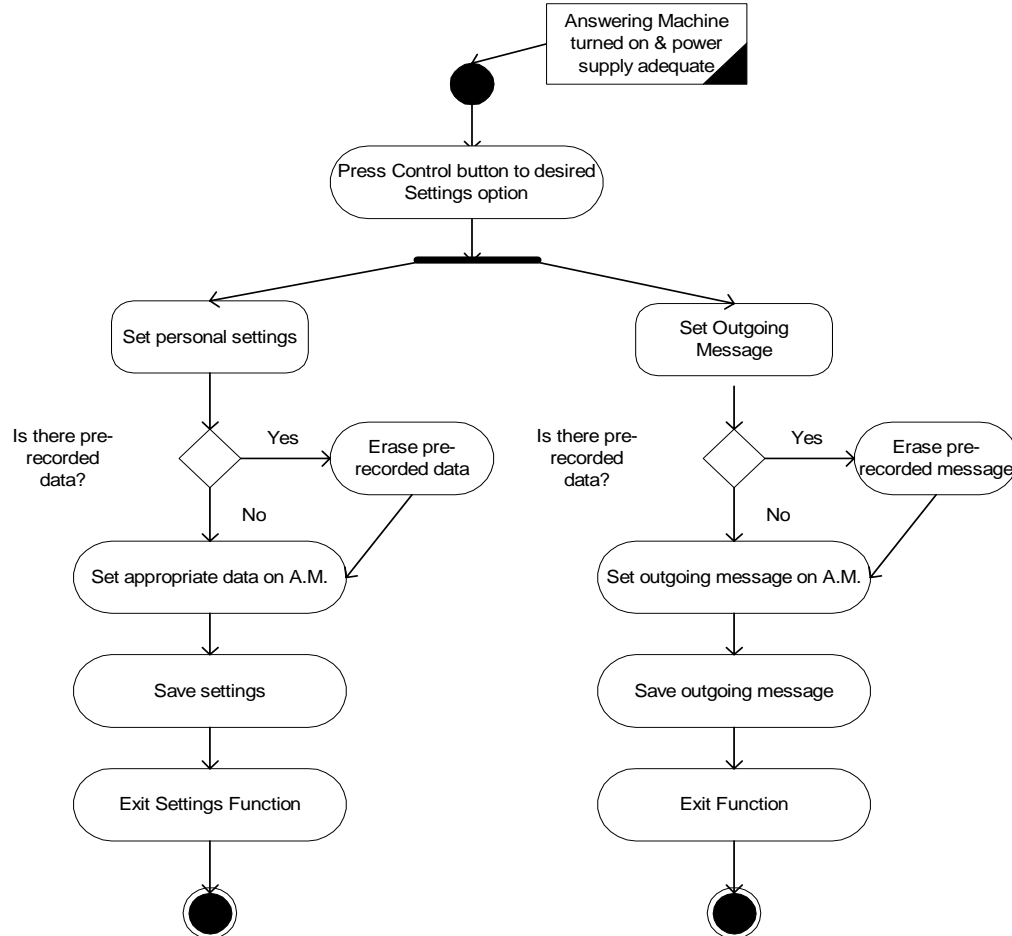 Answering Machine
turned on & power
supply adequate
Press Control button to desired
Settings option
Set personal settings
Set Outgoing
Message
Is there pre-
recorded
data?
Yes
Erase pre-
recorded data
No
Is there pre-
recorded
data?
Yes
Erase pre-
recorded message
No
Set appropriate data on A.M.
Set outgoing message on A.M.
Save settings
Save outgoing message
Exit Settings Function
Exit Function